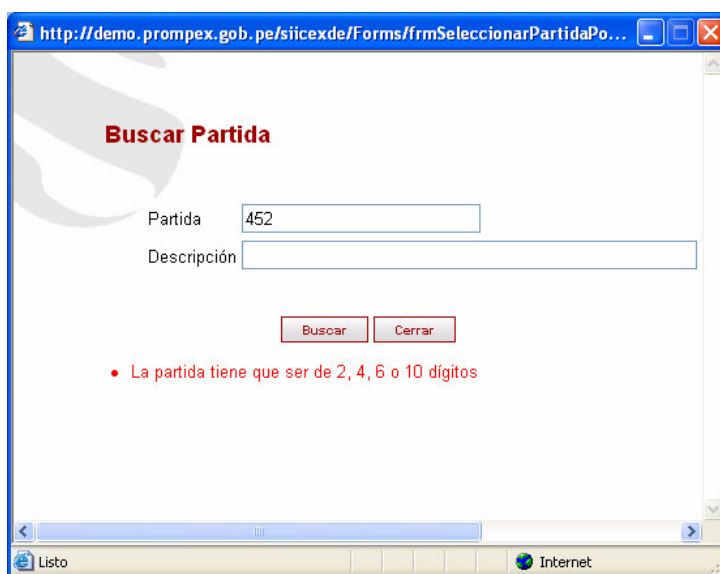 http://demo.prompex.gob.pe/siicexde/Forms/frmSeleccionarPartidaPo...
Buscar Partida
Partida 452
Descripción
Buscar Cerrar
• La partida tiene que ser de 2, 4, 6 o 10 dígitos
Listo Internet